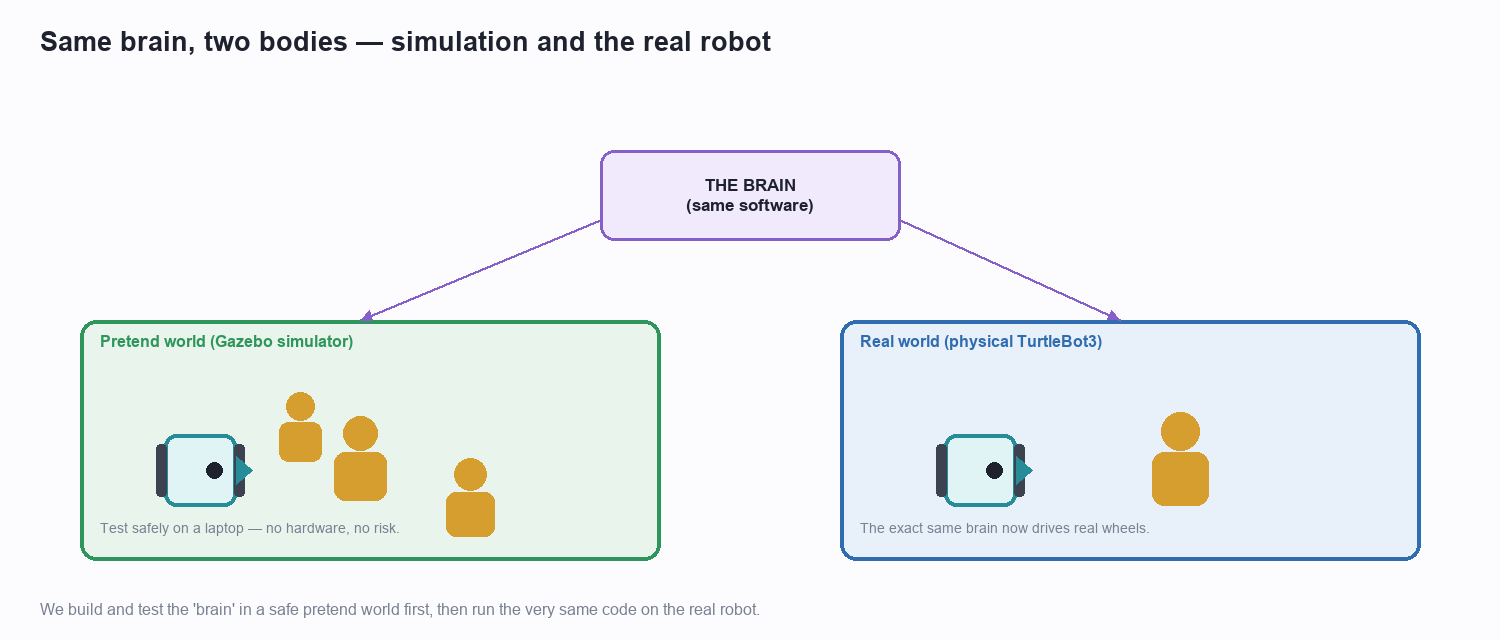 Same brain, two bodies — simulation and the real robot
THE BRAIN
(same software)
Pretend world (Gazebo simulator)
Test safely on a laptop — no hardware, no risk.
Real world (physical TurtleBot3)
The exact same brain now drives real wheels.
We build and test the 'brain' in a safe pretend world first, then run the very same code on the real robot.